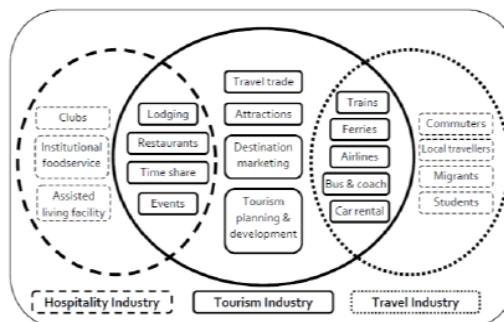 Clubs
Institutional
foodservice
Assisted
living facility
Lodging
Restaurants
Time share
Events
Travel trade
Attractions
Destination
marketing
Tourism
planning &
development
Trains
Ferries
Airlines
Bus & coach
Car rental
Commuters
Local travellers
Migrants
Students
Hospitality Industry
Tourism Industry
Travel Industry